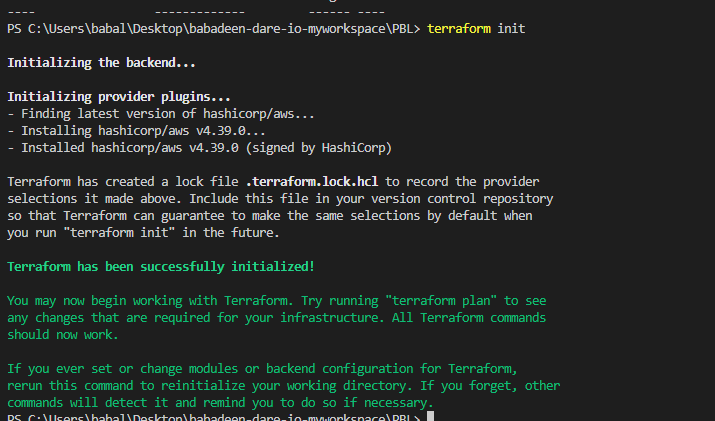 ---- ------------- ------ ----
PS C:\Users\babal\Desktop\babadeen-dare-io-myworkspace\PBL> terraform init
Initializing the backend...
Initializing provider plugins...
- Finding latest version of hashicorp/aws...
- Installing hashicorp/aws v4.39.0...
- Installed hashicorp/aws v4.39.0 (signed by HashiCorp)
Terraform has created a lock file .terraform.lock.hcl to record the provider
selections it made above. Include this file in your version control repository
so that Terraform can guarantee to make the same selections by default when
you run "terraform init" in the future.
Terraform has been successfully initialized!
You may now begin working with Terraform. Try running "terraform plan" to see
any changes that are required for your infrastructure. All Terraform commands
should now work.
If you ever set or change modules or backend configuration for Terraform,
rerun this command to reinitialize your working directory. If you forget, other
commands will detect it and remind you to do so if necessary.
PS C:\Users\babal\Desktop\babadeen-dare-io-myworkspace\PBL>